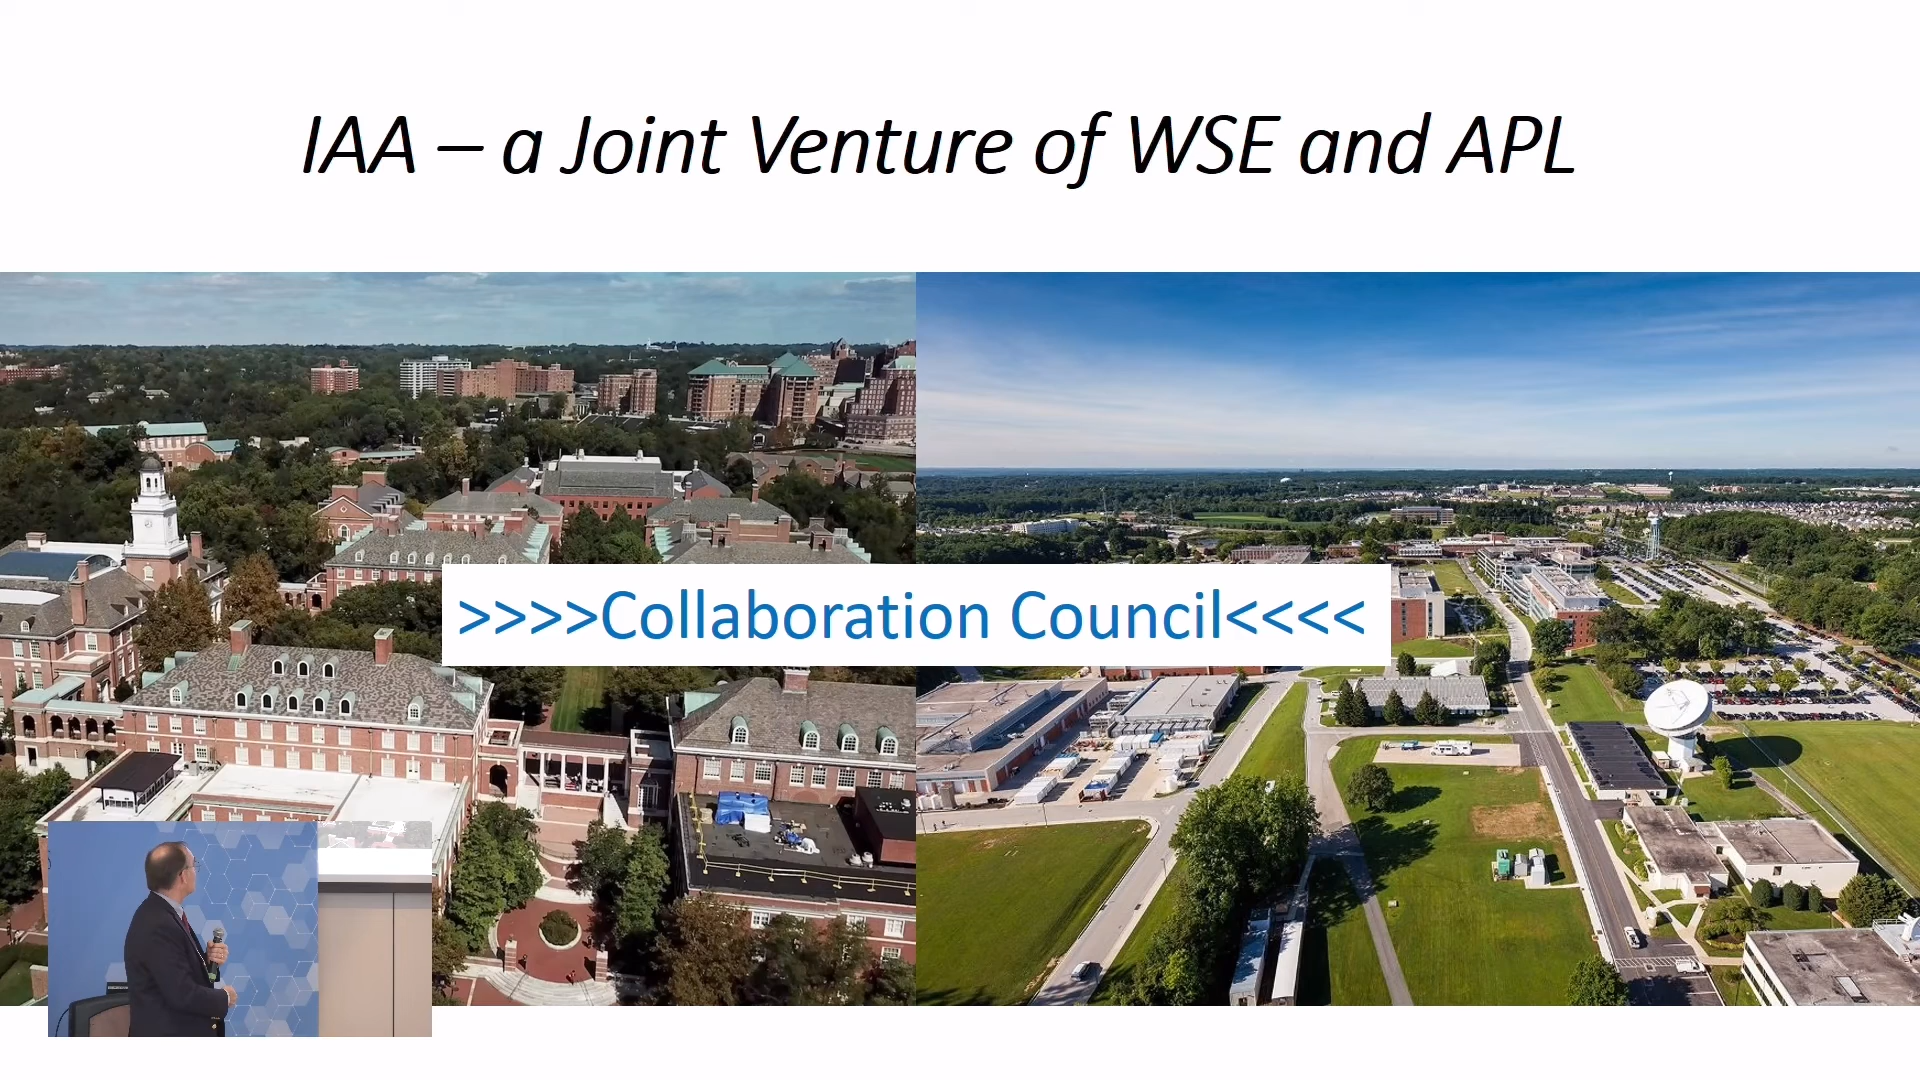 IAA – a Joint Venture of WSE and APL
>>>>Collaboration Council<<<<